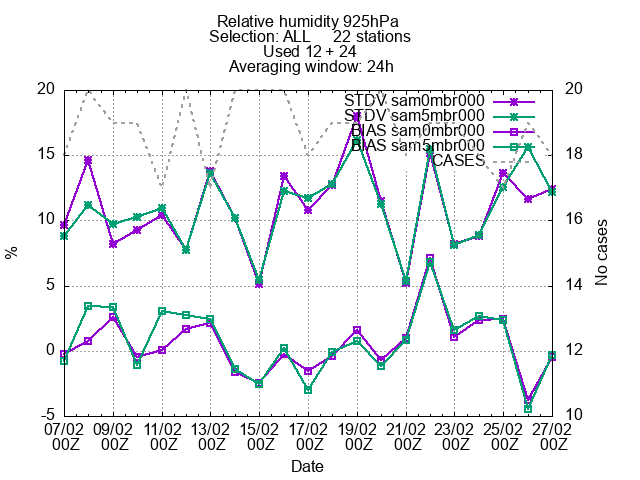 Relative humidity 925hPa
Selection: ALL 22 stations
Used 12 + 24
Averaging window: 24h
STDV sam0mbr000
STDV sam5mbr000
BIAS sam0mbr000
BIAS sam5mbr000
CASES
20
15
10
5
0
-5
%
20
18
16
14
12
10
No cases
07/02 09/02 11/02 13/02 15/02 17/02 19/02 21/02 23/02 25/02 27/02
00Z 00Z 00Z 00Z 00Z 00Z 00Z 00Z 00Z 00Z 00Z
Date